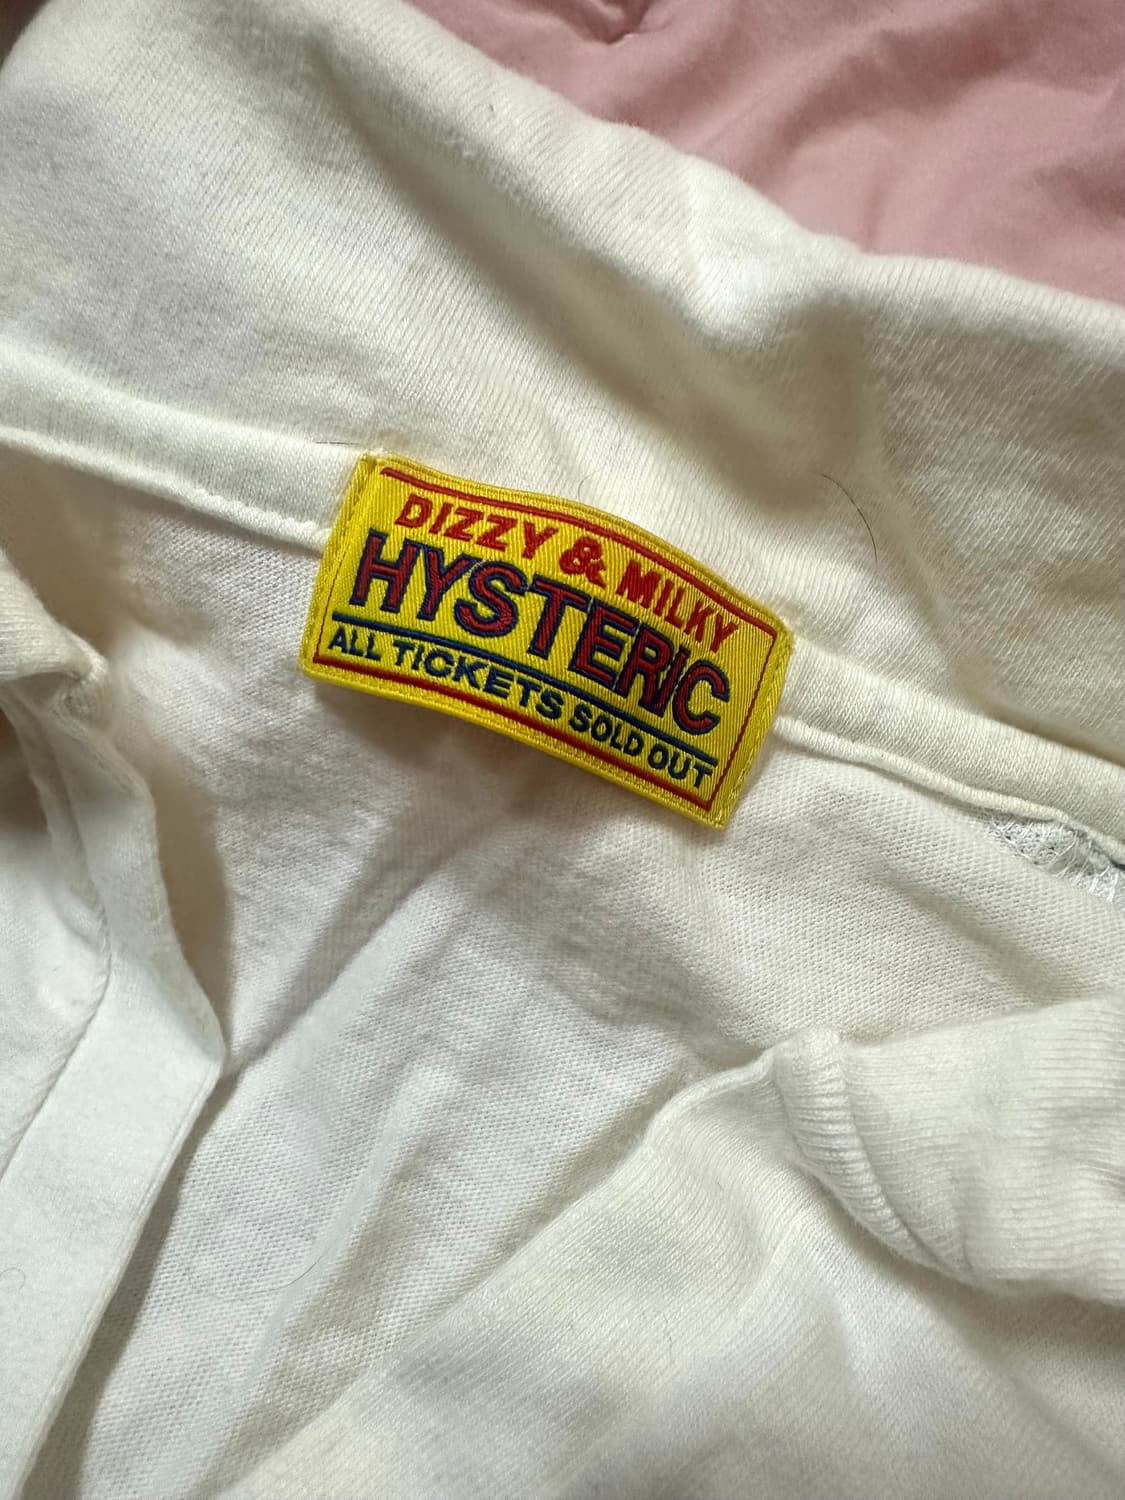 DIZZY & MILKY
HYSTERIC
ALL TICKETS SOLD OUT